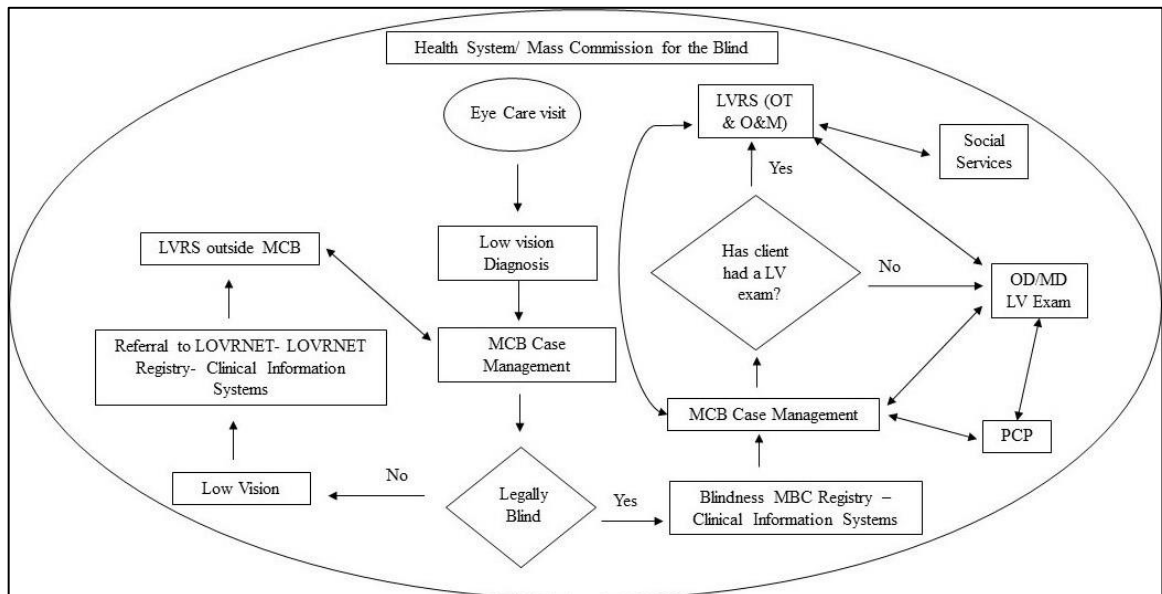 Health System/ Mass Commission for the Blind
Eye Care visit
Low vision
Diagnosis
MCB Case
Management
Legally
Blind
No
Low Vision
Referral to LOVRNET- LOVRNET
Registry- Clinical Information
Systems
LVRS outside MCB
Yes
Blindness MBC Registry –
Clinical Information Systems
MCB Case Management
Has client
had a LV
exam?
Yes
LVRS (OT
& O&M)
Social
Services
No
OD/MD
LV Exam
PCP